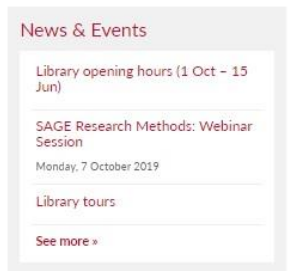 News & Events
Library opening hours (1 Oct – 15
Jun)
SAGE Research Methods: Webinar
Session
Monday, 7 October 2019
Library tours
See more »